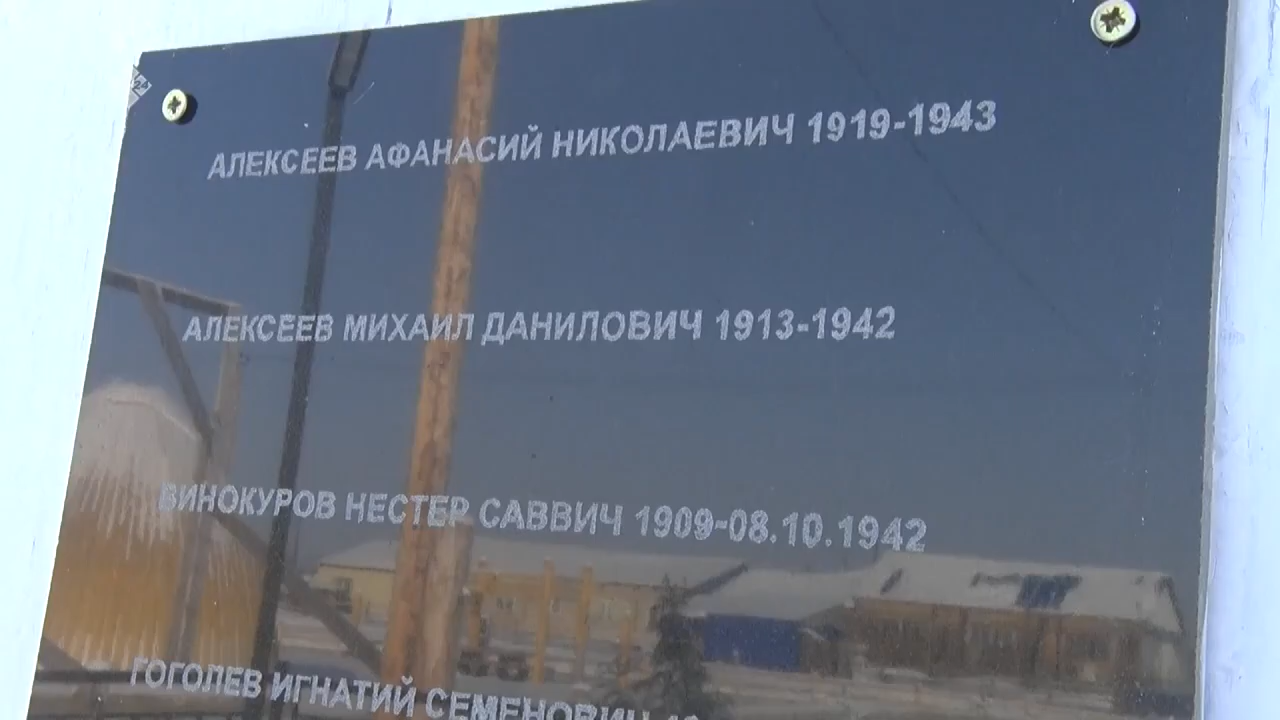 АЛЕКСЕЕВ АФАНАСИЙ НИКОЛАЕВИЧ 1919-1943
АЛЕКСЕЕВ МИХАИЛ ДАНИЛОВИЧ 1913-1942
ВИНОКУРОВ НЕСТЕР САВВИЧ 1909-08.10.1942
ГОГОЛЕВ ИГНАТИЙ СЕМЕНОВИЧ